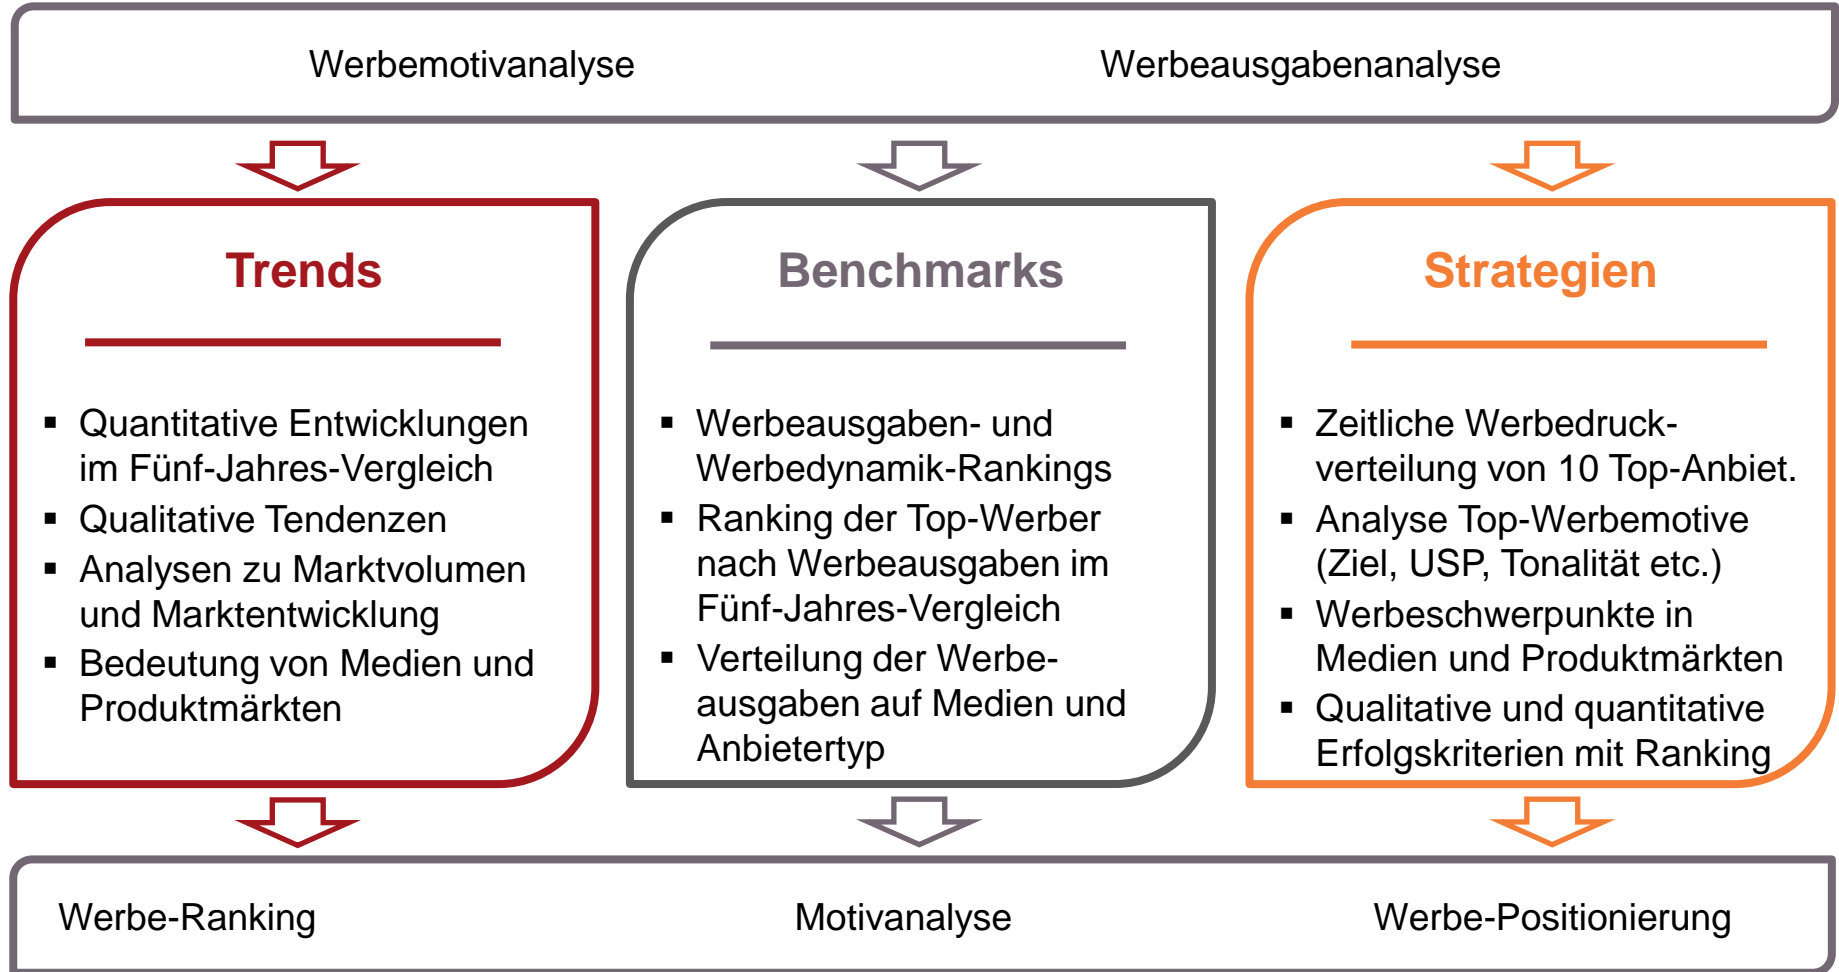 Werbemotivanalyse
Werbeausgabenanalyse
Trends
▪ Quantitative Entwicklungen
im Fünf-Jahres-Vergleich
▪ Qualitative Tendenzen
▪ Analysen zu Marktvolumen
und Marktentwicklung
▪ Bedeutung von Medien und
Produktmärkten
Benchmarks
▪ Werbeausgaben- und
Werbedynamik-Rankings
▪ Ranking der Top-Werber
nach Werbeausgaben im
Fünf-Jahres-Vergleich
▪ Verteilung der Werbe-
ausgaben auf Medien und
Anbietertyp
Strategien
▪ Zeitliche Werbedruck-
verteilung von 10 Top-Anbiet.
▪ Analyse Top-Werbemotive
(Ziel, USP, Tonalität etc.)
▪ Werbeschwerpunkte in
Medien und Produktmärkten
▪ Qualitative und quantitative
Erfolgskriterien mit Ranking
Werbe-Ranking
Motivanalyse
Werbe-Positionierung